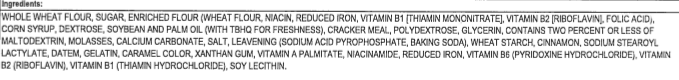 Ingredients:
WHOLE WHEAT FLOUR, SUGAR, ENRICHED FLOUR (WHEAT FLOUR, NIACIN, REDUCED IRON, VITAMIN B1 [THIAMIN MONONITRATE], VITAMIN B2 [RIBOFLAVIN], FOLIC ACID),
CORN SYRUP, DEXTROSE, SOYBEAN AND PALM OIL (WITH TBHQ FOR FRESHNESS), CRACKER MEAL, POLYDEXTROSE, GLYCERIN, CONTAINS TWO PERCENT OR LESS OF
MALTODEXTRIN, MOLASSES, CALCIUM CARBONATE, SALT, LEAVENING (SODIUM ACID PYROPHOSPHATE, BAKING SODA), WHEAT STARCH, CINNAMON, SODIUM STEAROYL
LACTYLATE, DATEM, GELATIN, CARAMEL COLOR, XANTHAN GUM, VITAMIN A PALMITATE, NIACINAMIDE, REDUCED IRON, VITAMIN B6 (PYRIDOXINE HYDROCHLORIDE), VITAMIN
B2 (RIBOFLAVIN), VITAMIN B1 (THIAMIN HYDROCHLORIDE), SOY LECITHIN.